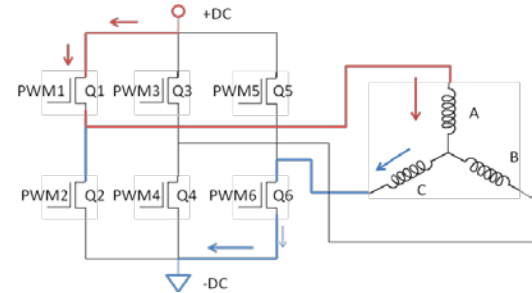 +DC
PWM1 Q1 PWM3 Q3 PWM5 Q5
A
B
C
PWM2 Q2 PWM4 Q4 PWM6 Q6
-DC